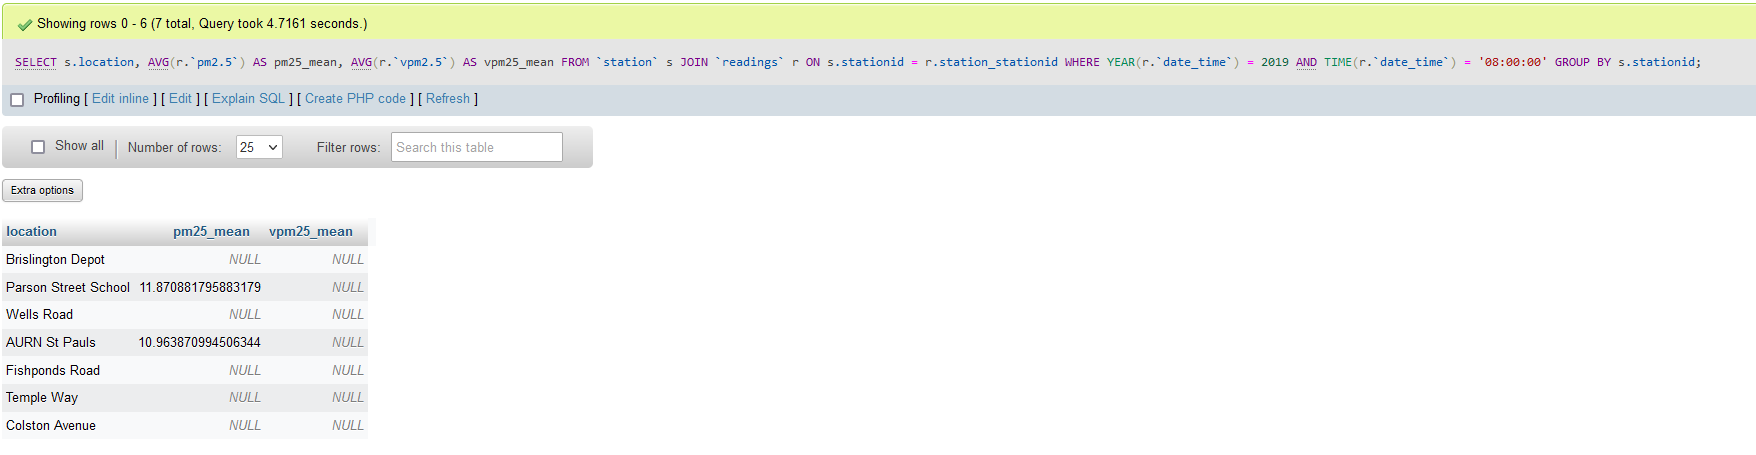 Showing rows 0 - 6 (7 total, Query took 4.7161 seconds.)
SELECT s.location, AVG(r.`pm2.5`) AS pm25_mean, AVG(r.`vpm2.5`) AS vpm25_mean FROM `station` s JOIN `readings` r ON s.stationid = r.station_stationid WHERE YEAR(r.`date_time`) = 2019 AND TIME(r.`date_time`) = '08:00:00' GROUP BY s.stationid;
Profiling [ Edit inline ] [ Edit ] [ Explain SQL ] [ Create PHP code ] [ Refresh ]
Show all Number of rows: 25 Filter rows: Search this table
Extra options
location pm25_mean vpm25_mean
Brislington Depot NULL NULL
Parson Street School 11.870881795883179 NULL
Wells Road NULL NULL
AURN St Pauls 10.963870994506344 NULL
Fishponds Road NULL NULL
Temple Way NULL NULL
Colston Avenue NULL NULL